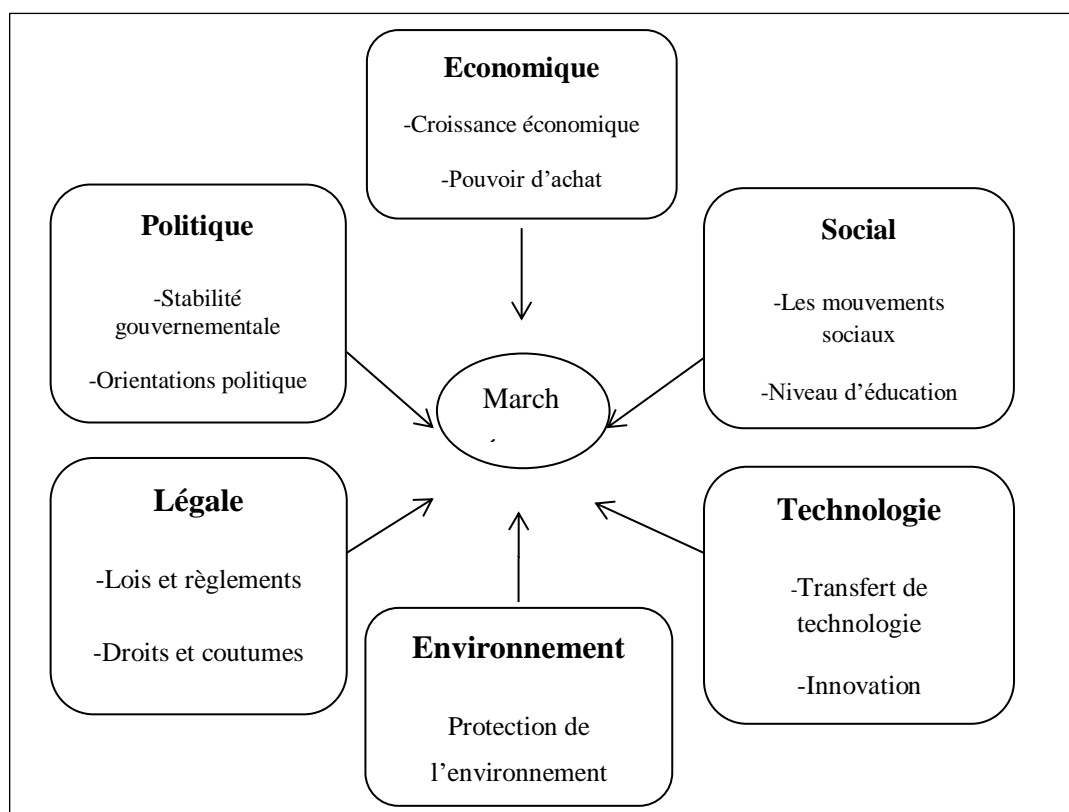 Economique
-Croissance économique
-Pouvoir d’achat
Politique
-Stabilité
gouvernementale
-Orientations politique
Social
-Les mouvements
sociaux
-Niveau d’éducation
March
Légale
-Lois et règlements
-Droits et coutumes
Environnement
Protection de
l’environnement
Technologie
-Transfert de
technologie
-Innovation